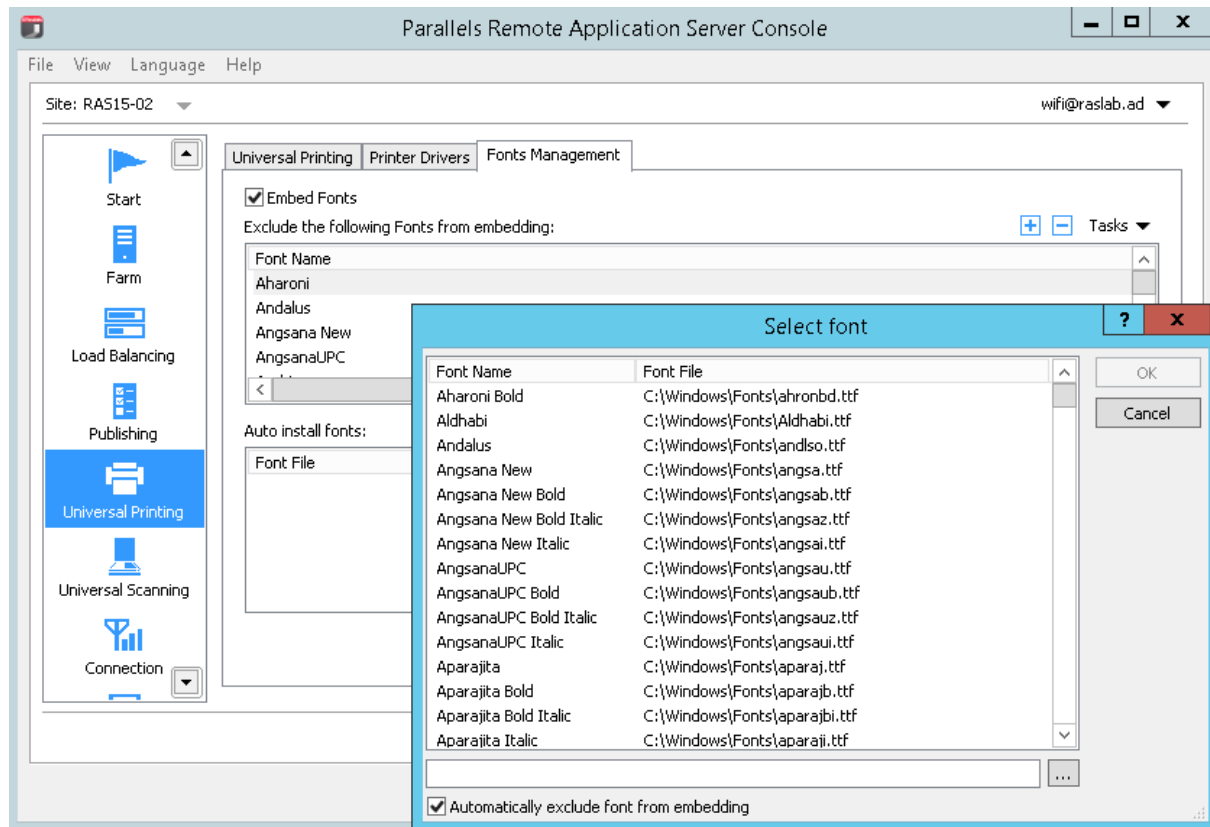 Parallels Remote Application Server Console
File View Language Help
Site: RAS15-02
wifi@raslab.ad
Start
Farm
Load Balancing
Publishing
Universal Printing
Universal Scanning
Connection
Universal Printing Printer Drivers Fonts Management
Embed Fonts
Exclude the following Fonts from embedding:
Tasks
Font Name
Aharoni
Andalus
Angsana New
AngsanaUPC
Auto install fonts:
Font File
Select font
? X
Font Name Font File
Aharoni Bold C:\Windows\Fonts\ahronbd.ttf
Aldhabi C:\Windows\Fonts\Aldhabi.ttf
Andalus C:\Windows\Fonts\andlso.ttf
Angsana New C:\Windows\Fonts\angsa.ttf
Angsana New Bold C:\Windows\Fonts\angsab.ttf
Angsana New Bold Italic C:\Windows\Fonts\angsaz.ttf
Angsana New Italic C:\Windows\Fonts\angsai.ttf
AngsanaUPC C:\Windows\Fonts\angsau.ttf
AngsanaUPC Bold C:\Windows\Fonts\angsaub.ttf
AngsanaUPC Bold Italic C:\Windows\Fonts\angsauz.ttf
AngsanaUPC Italic C:\Windows\Fonts\angsaui.ttf
Aparajita C:\Windows\Fonts\aparaj.ttf
Aparajita Bold C:\Windows\Fonts\aparajb.ttf
Aparajita Bold Italic C:\Windows\Fonts\aparajbi.ttf
Aparajita Italic C:\Windows\Fonts\aparaji.ttf
OK
Cancel
...
Automatically exclude font from embedding